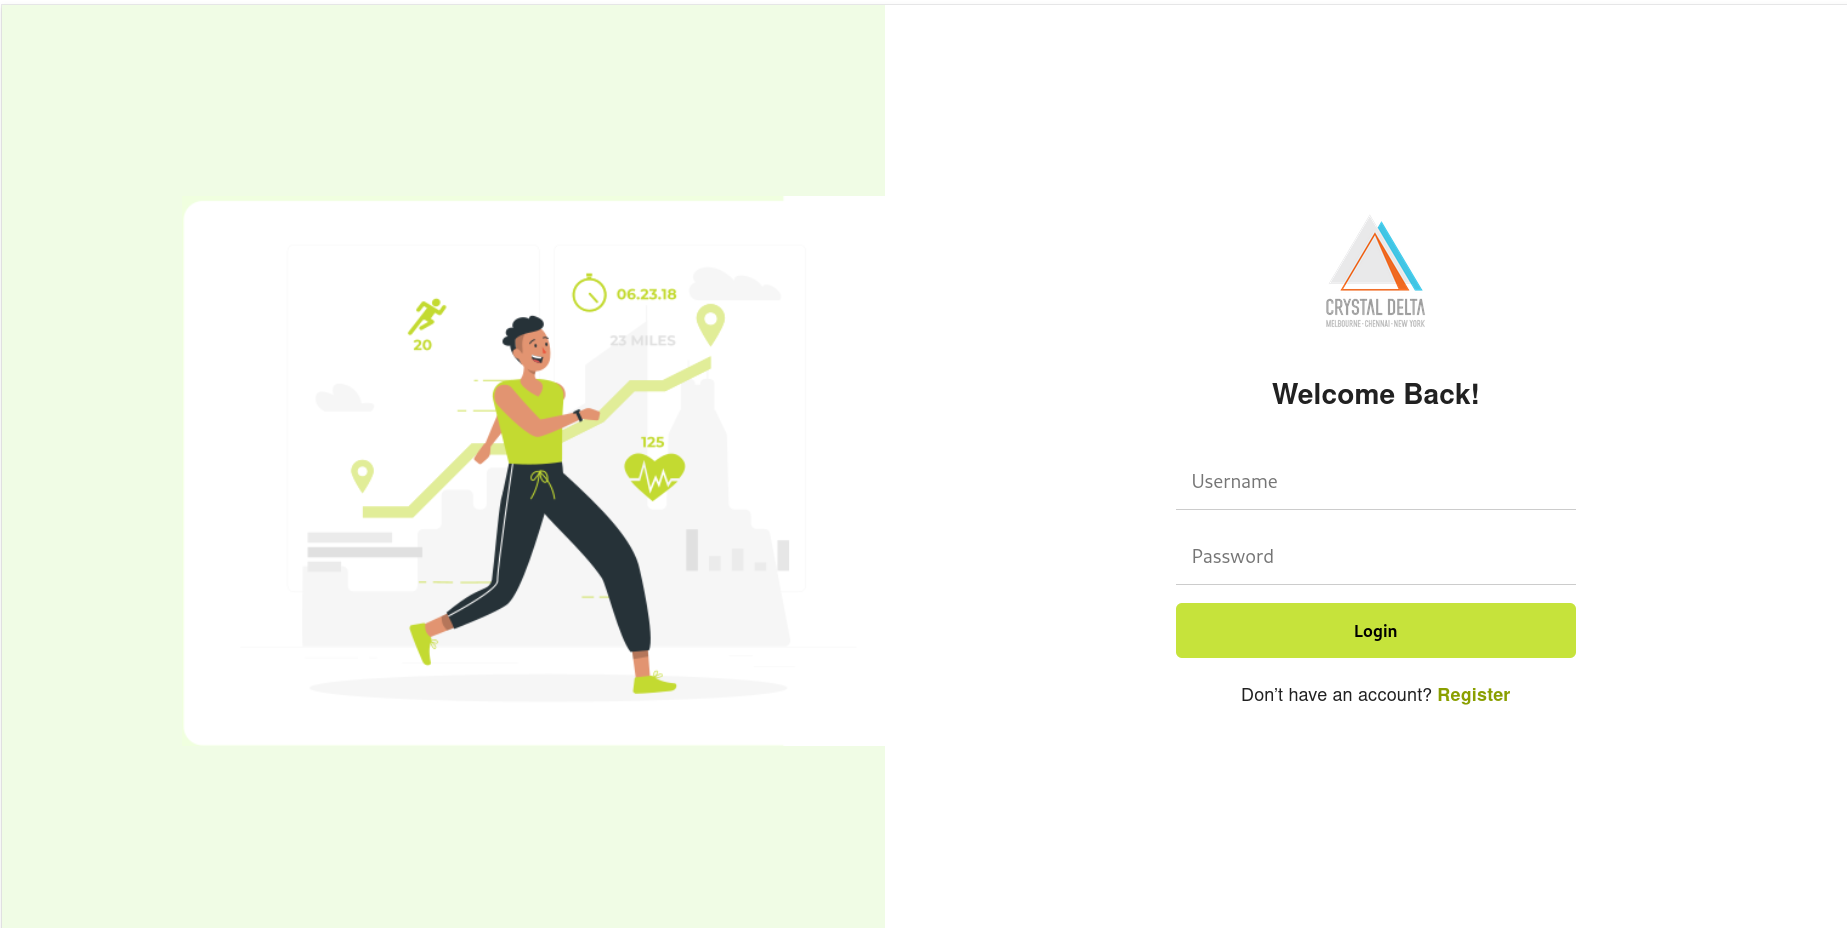 20
06.23.18
23 MILES
125
CRYSTAL DELTA
MELBOURNE · CHENNAI · NEW YORK
Welcome Back!
Username
Password
Login
Don’t have an account? Register